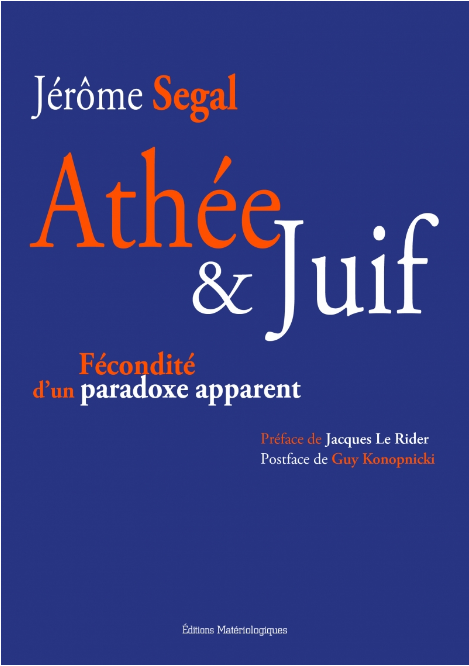 Jérôme Segal
Athée
& Juif
Fécondité
d'un paradoxe apparent
Préface de Jacques Le Rider
Postface de Guy Konopnicki
Éditions Matériologiques